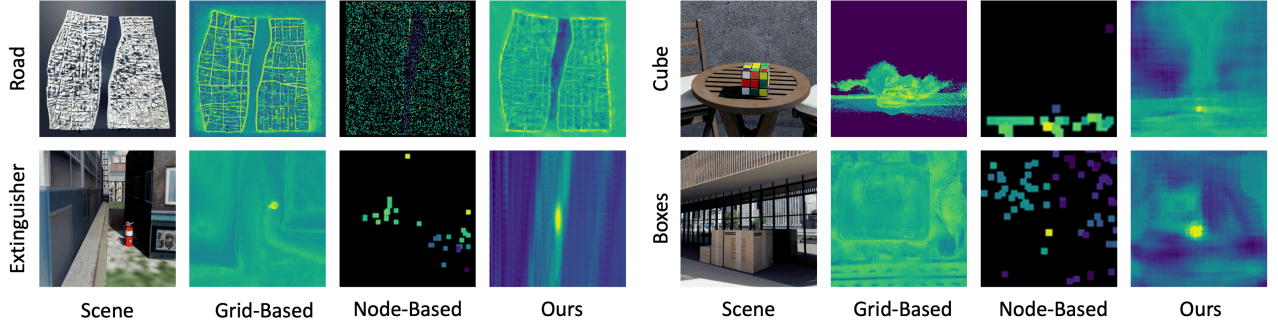 Road
Cube
Extinguisher
Boxes
Scene Grid-Based Node-Based Ours Scene Grid-Based Node-Based Ours